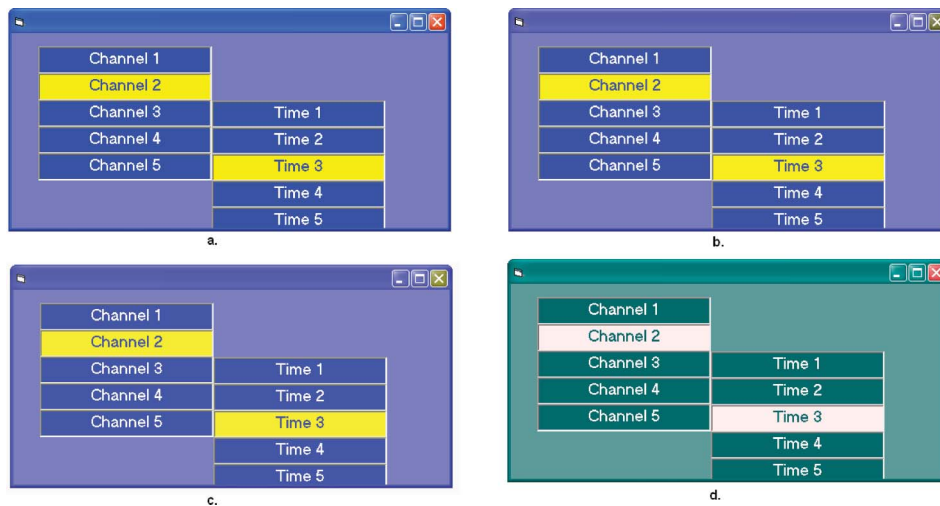 Channel 1
Channel 2
Channel 3
Channel 4
Channel 5
Time 1
Time 2
Time 3
Time 4
Time 5
a.
Channel 1
Channel 2
Channel 3
Channel 4
Channel 5
Time 1
Time 2
Time 3
Time 4
Time 5
b.
Channel 1
Channel 2
Channel 3
Channel 4
Channel 5
Time 1
Time 2
Time 3
Time 4
Time 5
c.
Channel 1
Channel 2
Channel 3
Channel 4
Channel 5
Time 1
Time 2
Time 3
Time 4
Time 5
d.